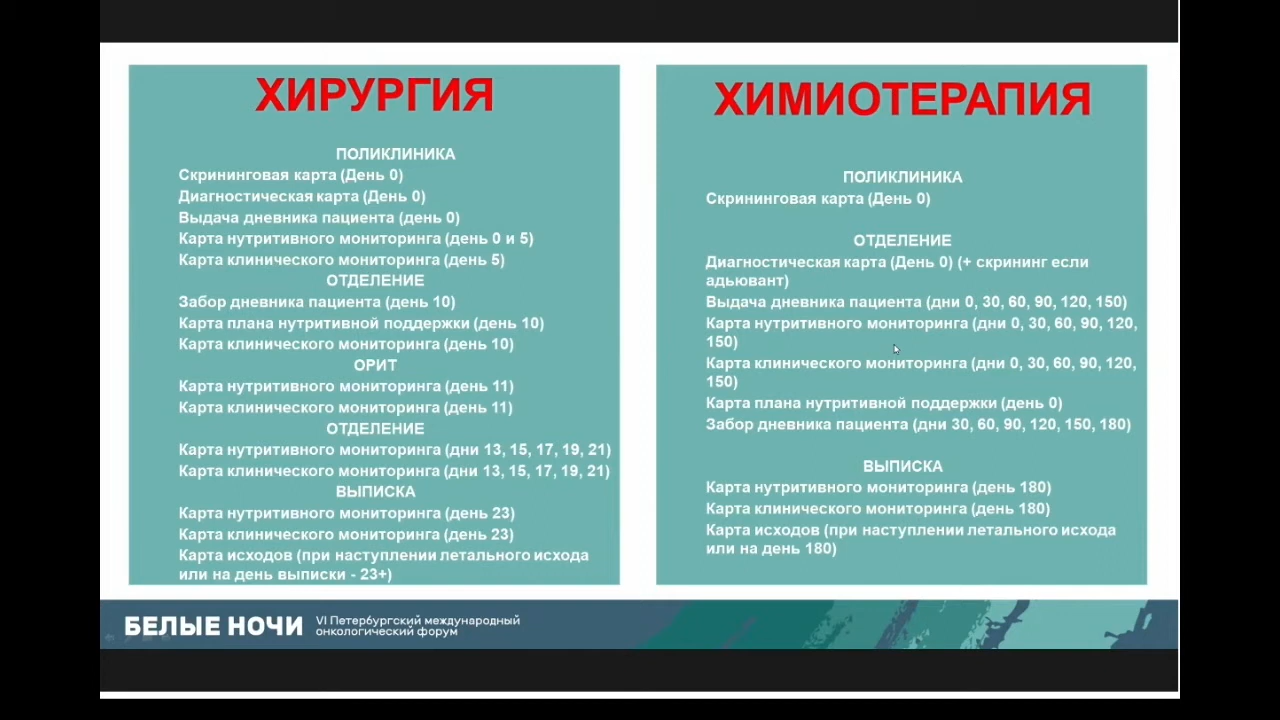 ХИРУРГИЯ
ПОЛИКЛИНИКА
Скрининговая карта (День 0)
Диагностическая карта (День 0)
Выдача дневника пациента (день 0)
Карта нутритивного мониторинга (день 0 и 5)
Карта клинического мониторинга (день 5)
ОТДЕЛЕНИЕ
Забор дневника пациента (день 10)
Карта плана нутритивной поддержки (день 10)
Карта клинического мониторинга (день 10)
ОРИТ
Карта нутритивного мониторинга (день 11)
Карта клинического мониторинга (день 11)
ОТДЕЛЕНИЕ
Карта нутритивного мониторинга (дни 13, 15, 17, 19, 21)
Карта клинического мониторинга (дни 13, 15, 17, 19, 21)
ВЫПИСКА
Карта нутритивного мониторинга (день 23)
Карта клинического мониторинга (день 23)
Карта исходов (при наступлении летального исхода
или на день выписки - 23+)
ХИМИОТЕРАПИЯ
ПОЛИКЛИНИКА
Скрининговая карта (День 0)
ОТДЕЛЕНИЕ
Диагностическая карта (День 0) (+ скрининг если
адьювант)
Выдача дневника пациента (дни 0, 30, 60, 90, 120, 150)
Карта нутритивного мониторинга (дни 0, 30, 60, 90, 120,
150)
Карта клинического мониторинга (дни 0, 30, 60, 90, 120,
150)
Карта плана нутритивной поддержки (день 0)
Забор дневника пациента (дни 30, 60, 90, 120, 150, 180)
ВЫПИСКА
Карта нутритивного мониторинга (день 180)
Карта клинического мониторинга (день 180)
Карта исходов (при наступлении летального исхода
или на день 180)
БЕЛЫЕ НОЧИ
VI Петербургский международный
онкологический форум